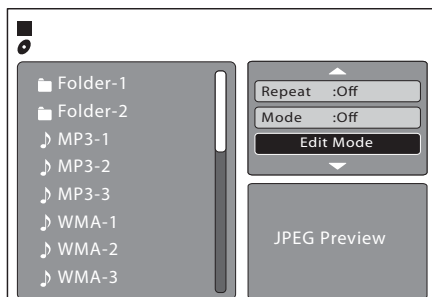 Folder-1
Folder-2
MP3-1
MP3-2
MP3-3
WMA-1
WMA-2
WMA-3
Repeat :Off
Mode :Off
Edit Mode
JPEG Preview